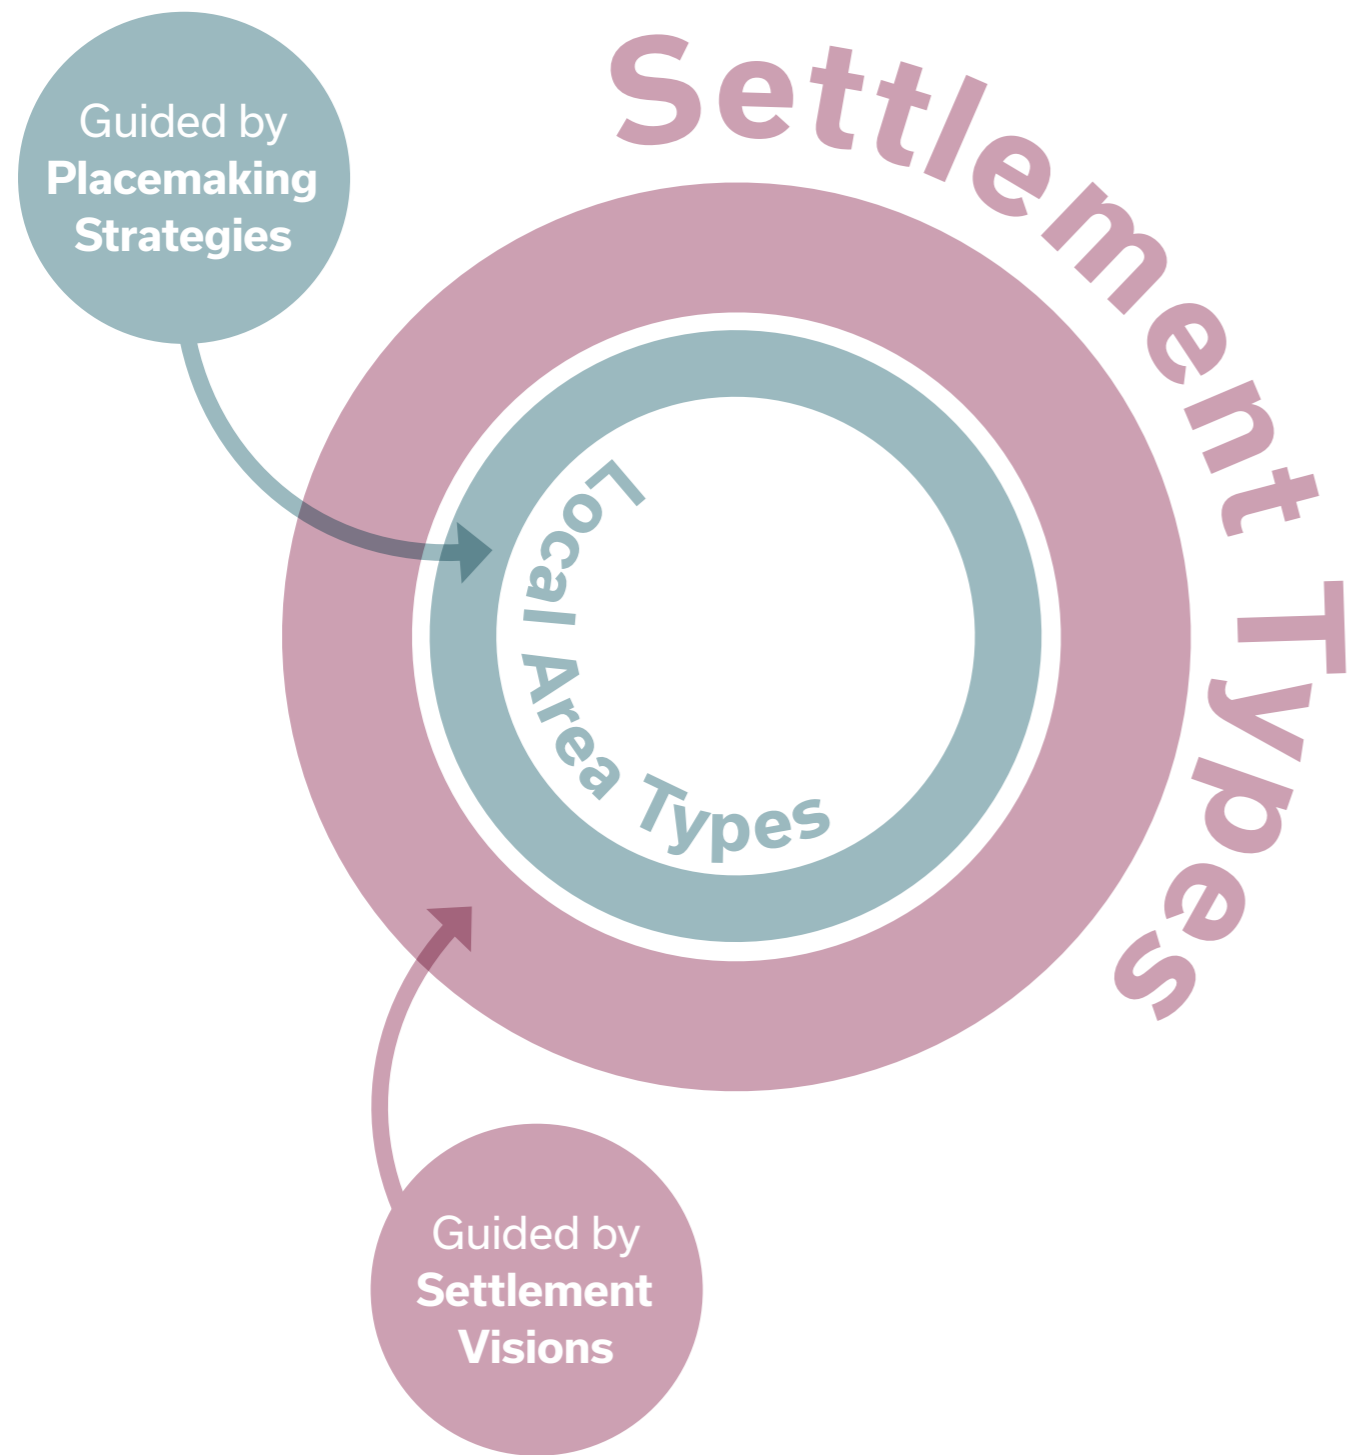 Guided by
Placemaking
Strategies
Settlement Types
Local Area Types
Guided by
Settlement
Visions